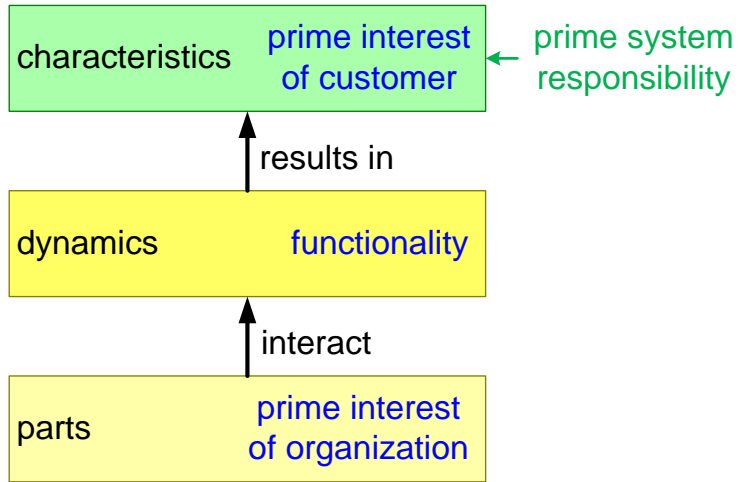 characteristics
prime interest
of customer
prime system
responsibility
results in
dynamics
functionality
interact
parts
prime interest
of organization